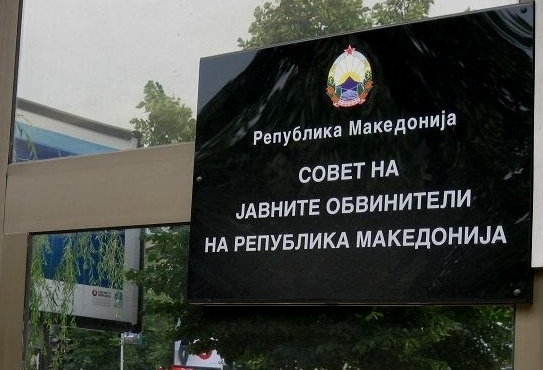 Република Македонија
СОВЕТ НА
ЈАВНИТЕ ОБВИНИТЕЛИ
НА РЕПУБЛИКА МАКЕДОНИЈА